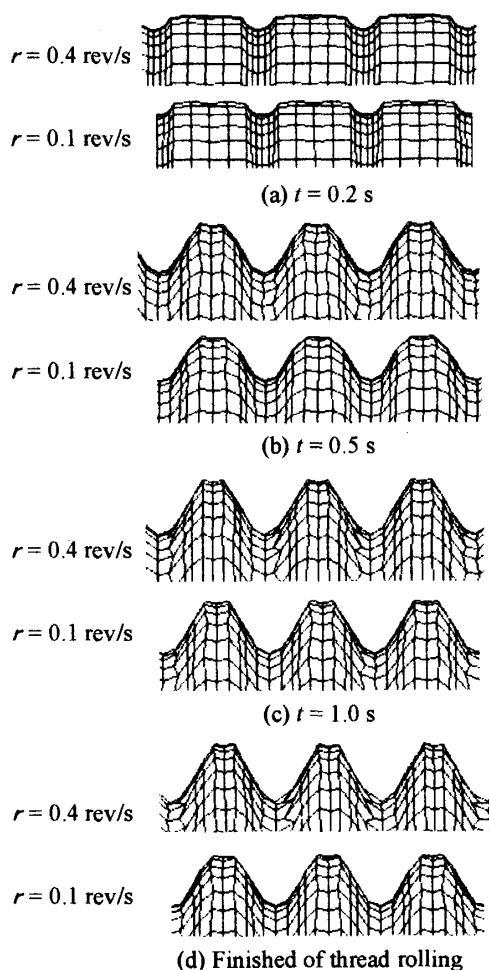 r = 0.4 rev/s
r = 0.1 rev/s
(a) t = 0.2 s
r = 0.4 rev/s
r = 0.1 rev/s
(b) t = 0.5 s
r = 0.4 rev/s
r = 0.1 rev/s
(c) t = 1.0 s
r = 0.4 rev/s
r = 0.1 rev/s
(d) Finished of thread rolling